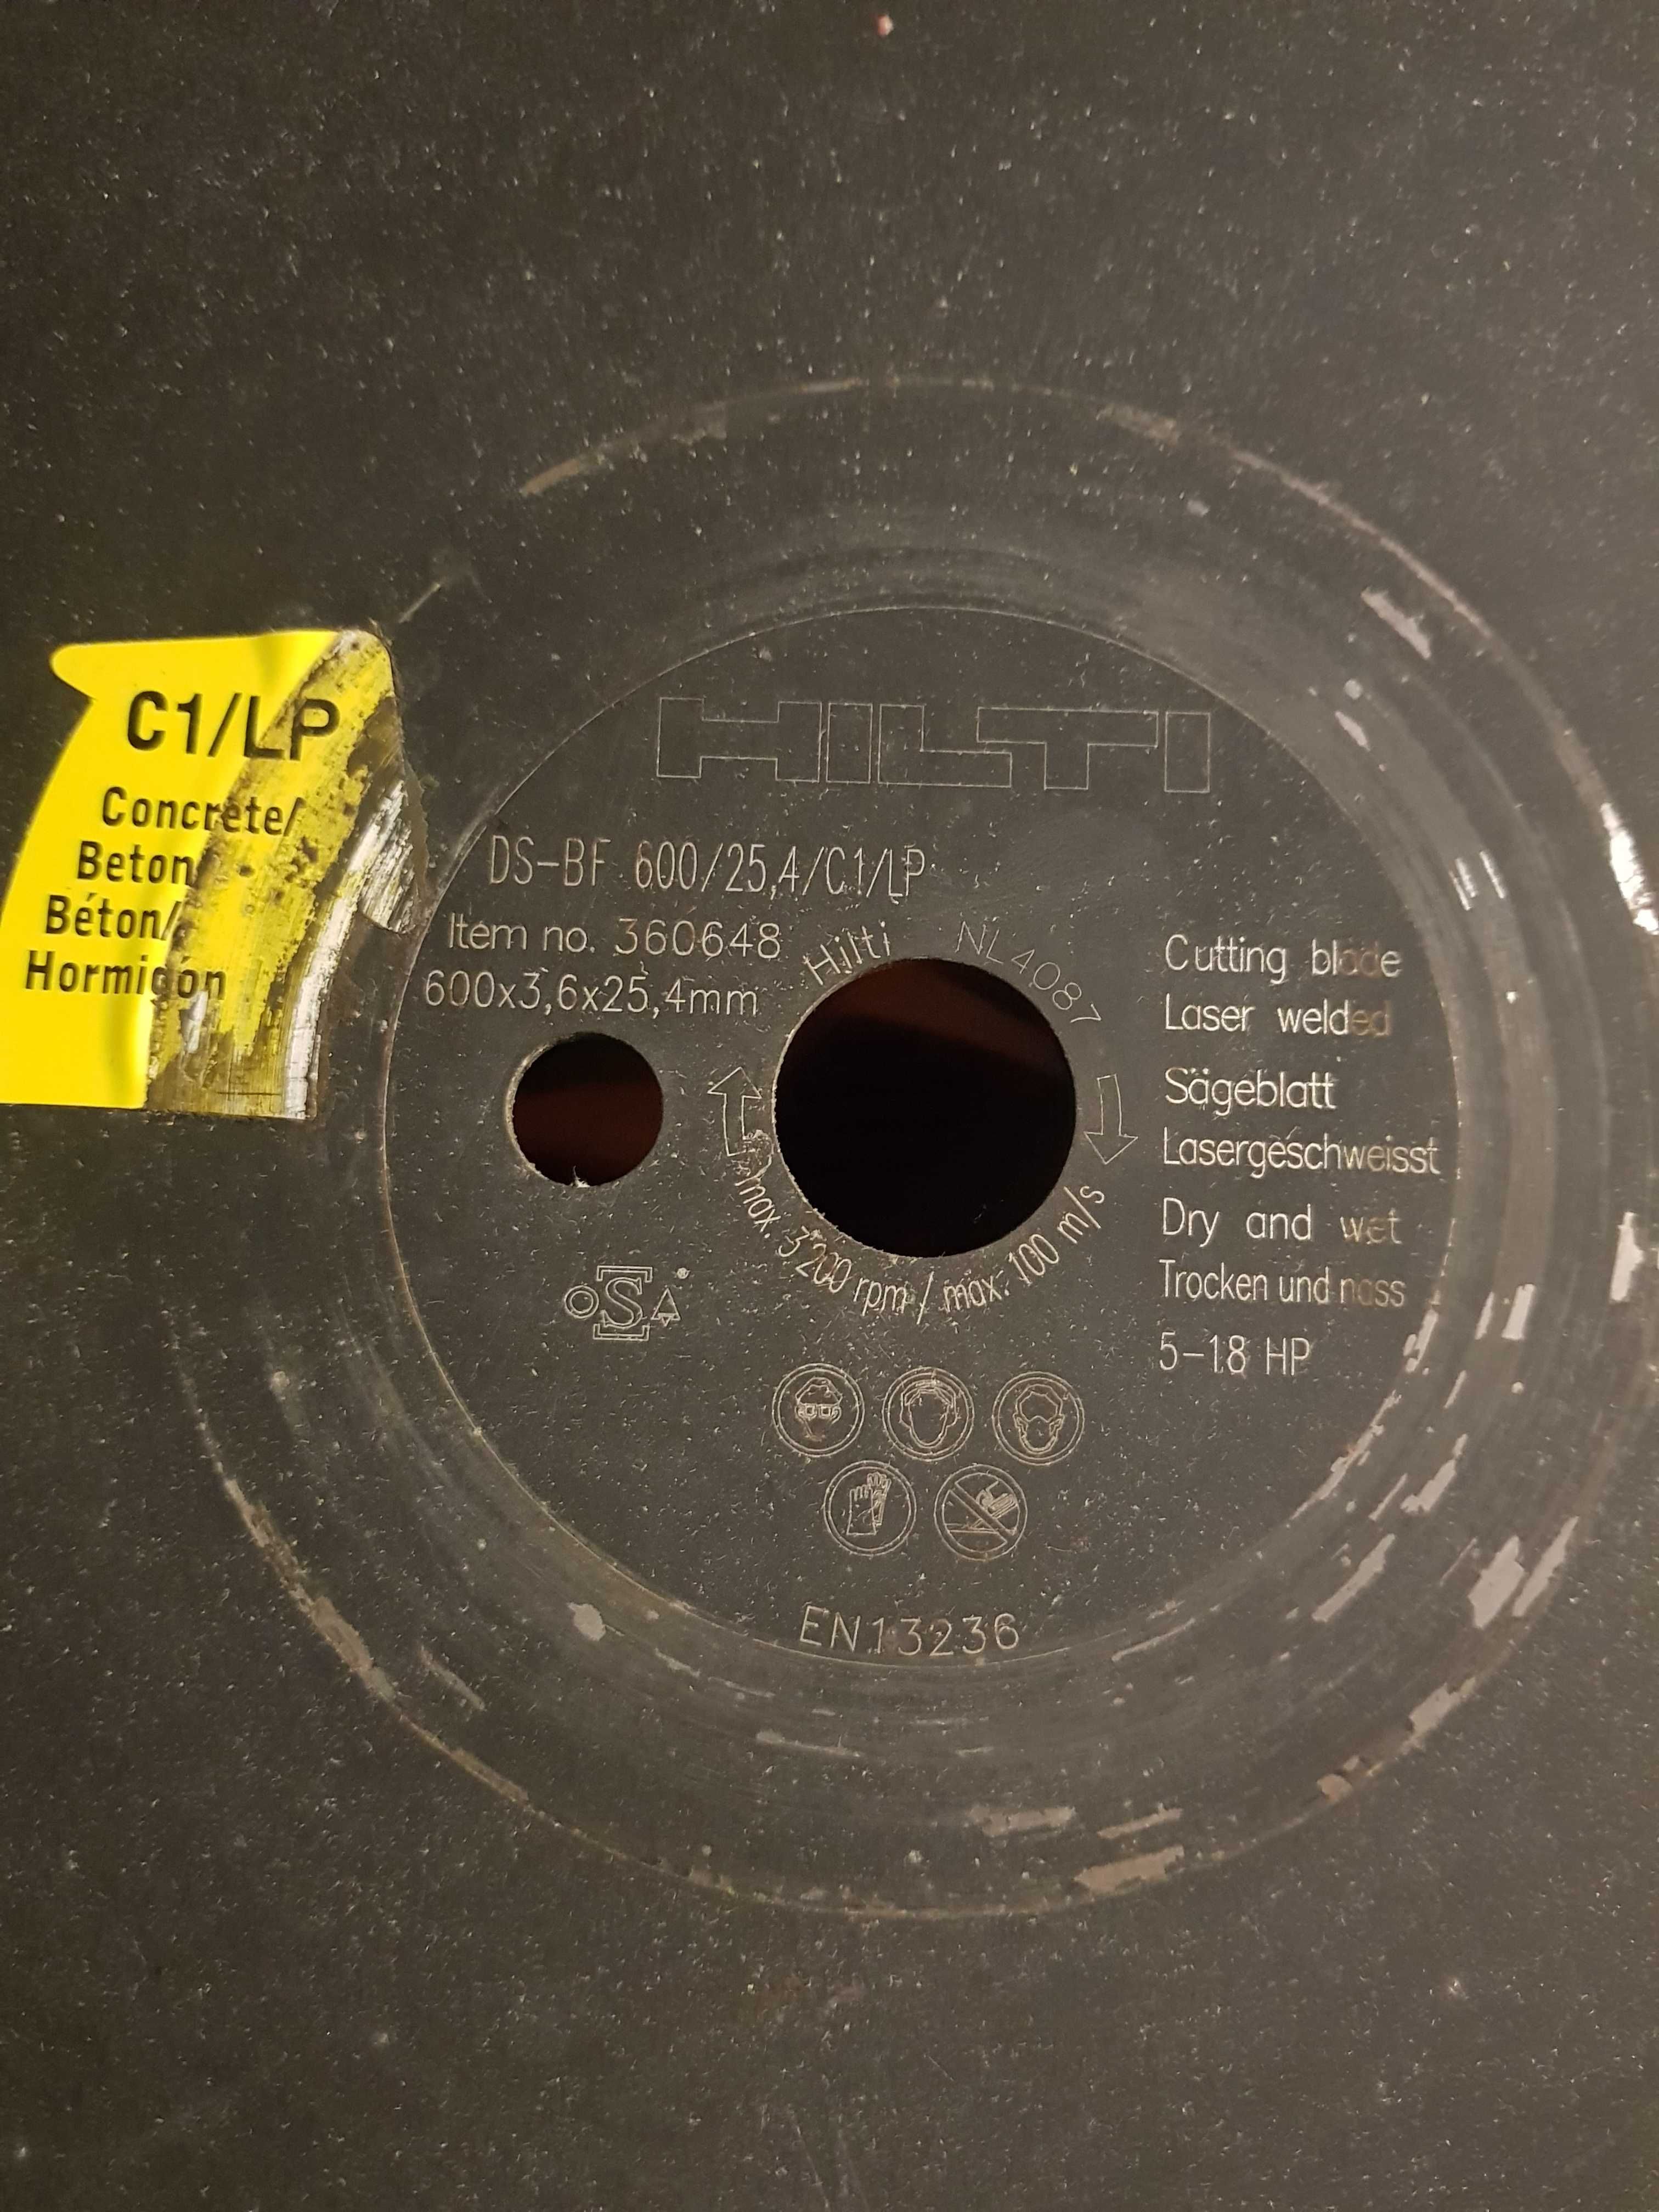 HILTI
C1/LP
Concrete/
Beton/
Béton/
Hormigón
DS-BF 600/25,4/C1/LP
Item no. 360648
600x3,6x25,4mm
Hilti NL4087
max. 3200 rpm / max. 100 m/s
Cutting blade
Laser welded
Sägeblatt
Lasergeschweisst
Dry and wet
Trocken und nass
5-18 HP
oSa
EN13236